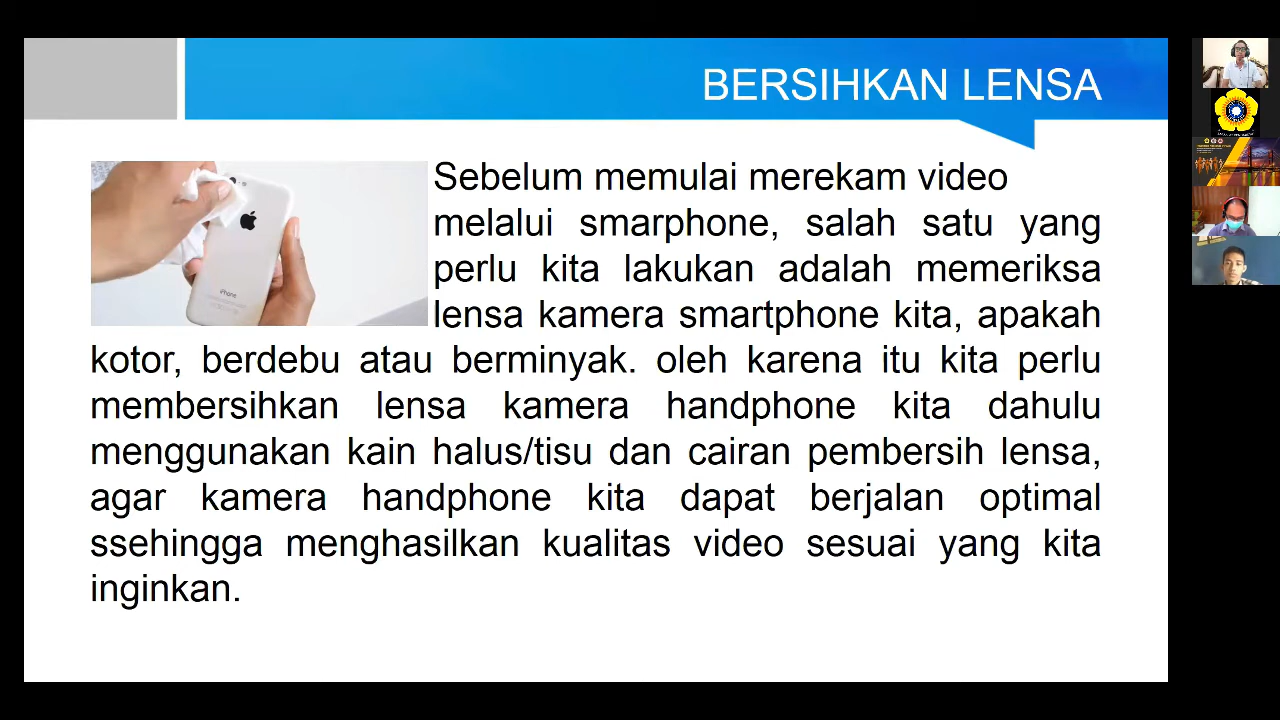 BERSIHKAN LENSA
Sebelum memulai merekam video
melalui smarphone, salah satu yang
perlu kita lakukan adalah memeriksa
lensa kamera smartphone kita, apakah
kotor, berdebu atau berminyak. oleh karena itu kita perlu
membersihkan lensa kamera handphone kita dahulu
menggunakan kain halus/tisu dan cairan pembersih lensa,
agar kamera handphone kita dapat berjalan optimal
ssehingga menghasilkan kualitas video sesuai yang kita
inginkan.
iPhone